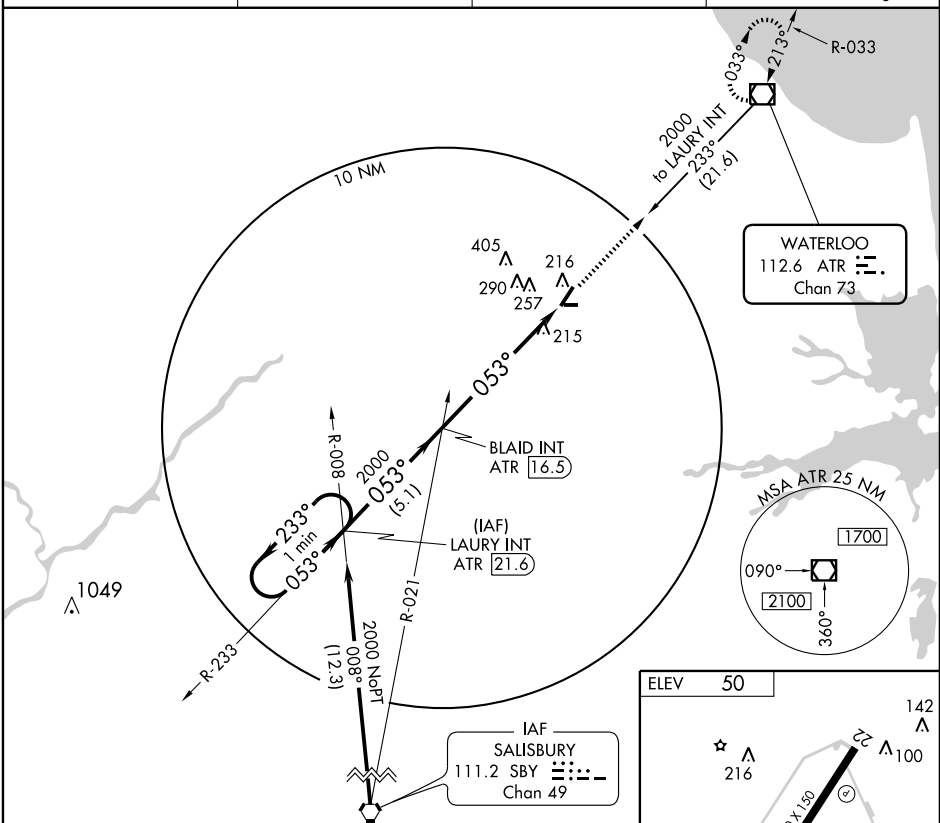 R-033
033°
213°
2000
to LAURY INT
233°
(21.6)
10 NM
WATERLOO
112.6 ATR
Chan 73
405
216
290
257
215
053°
BLAID INT
ATR 16.5
R-008
2000
053°
(5.1)
233°
1 min
053°
(IAF)
LAURY INT
ATR 21.6
R-021
1049
R-233
2000 NoPT
008°
(12.3)
MSA ATR 25 NM
1700
090°
2100
360°
IAF
SALISBURY
111.2 SBY
Chan 49
ELEV 50
142
22
100
216
P
X 150